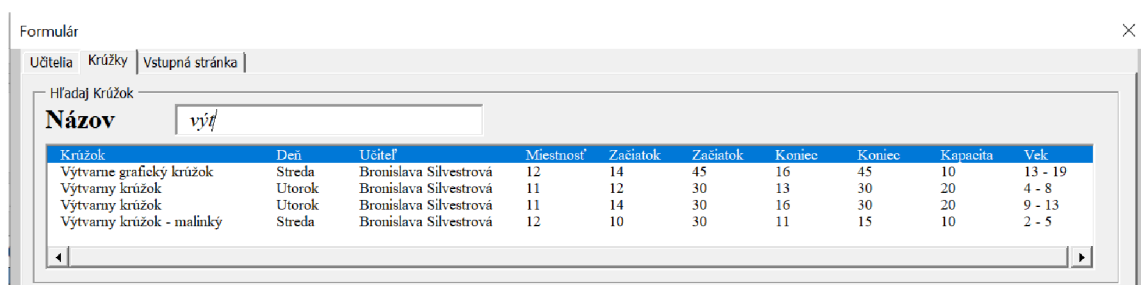 Formulár
Učitelia Krúžky Vstupná stránka
Hľadaj Krúžok
Názov výt
Krúžok Deň Učiteľ Miestnosť Začiatok Začiatok Koniec Koniec Kapacita Vek
Výtvarne grafický krúžok Streda Bronislava Silvestrová 12 14 45 16 45 10 13 - 19
Výtvarny krúžok Utorok Bronislava Silvestrová 11 12 30 13 30 20 4 - 8
Výtvarny krúžok Utorok Bronislava Silvestrová 11 14 30 16 30 20 9 - 13
Výtvarny krúžok - malinký Streda Bronislava Silvestrová 12 10 30 11 15 10 2 - 5